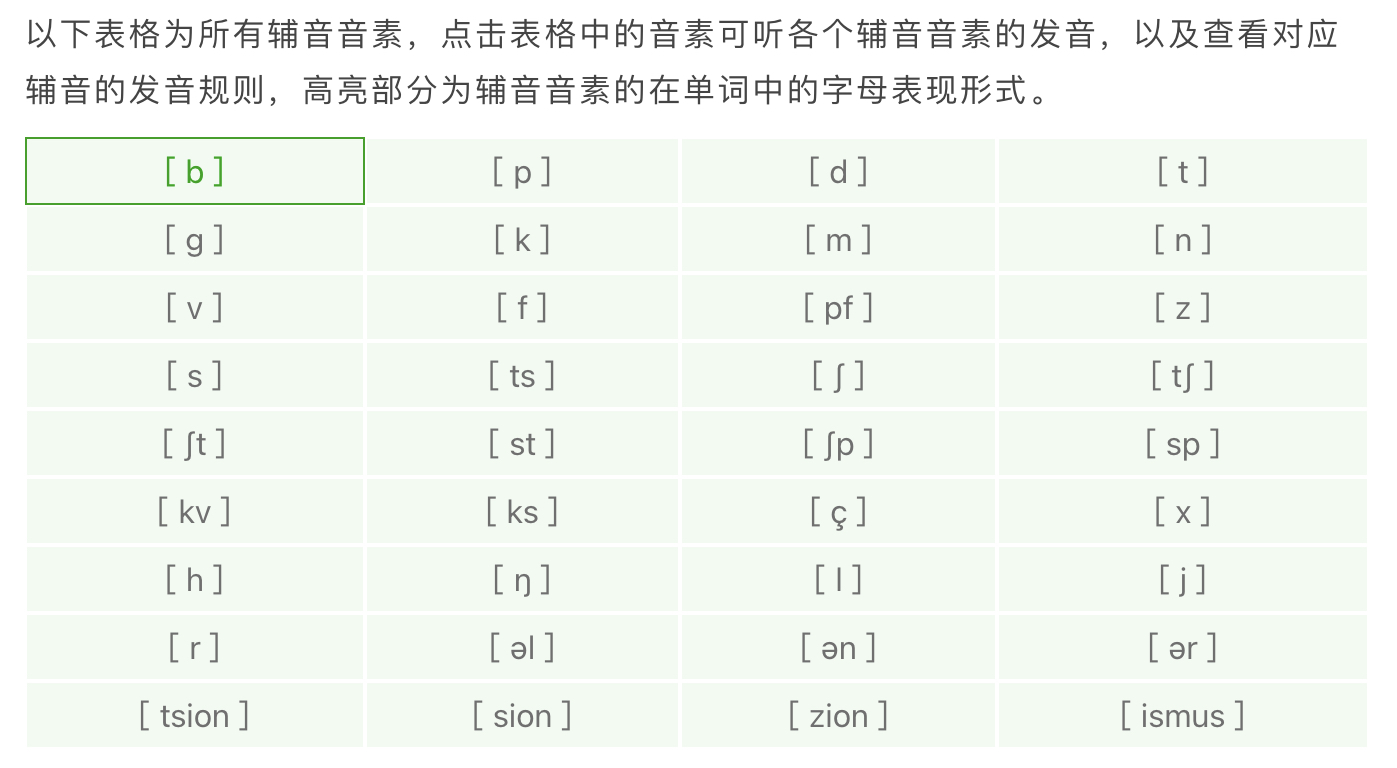 以下表格为所有辅音音素，点击表格中的音素可听各个辅音音素的发音，以及查看对应
辅音的发音规则，高亮部分为辅音音素的在单词中的字母表现形式。
[ b ] [ p ] [ d ] [ t ]
[ g ] [ k ] [ m ] [ n ]
[ v ] [ f ] [ pf ] [ z ]
[ s ] [ ts ] [ ʃ ] [ tʃ ]
[ ʃt ] [ st ] [ ʃp ] [ sp ]
[ kv ] [ ks ] [ ç ] [ x ]
[ h ] [ ŋ ] [ l ] [ j ]
[ r ] [ əl ] [ ən ] [ ər ]
[ tsion ] [ sion ] [ zion ] [ ismus ]